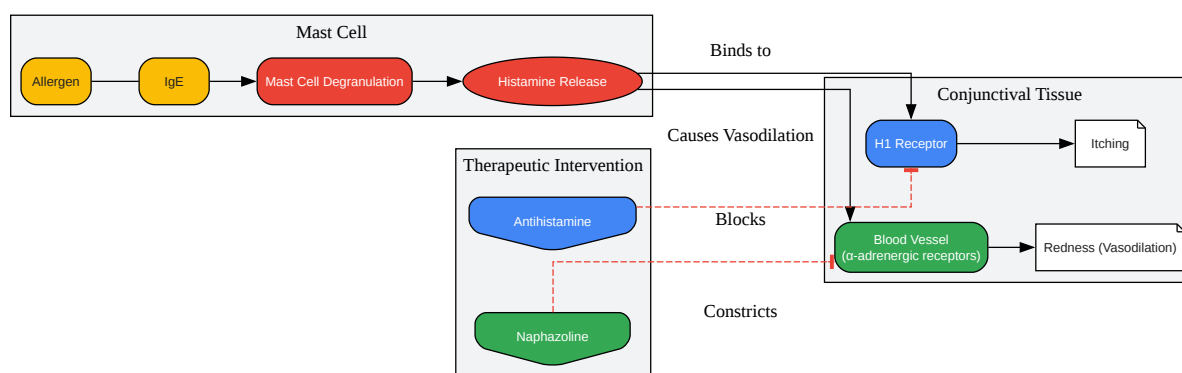 Mast Cell
Allergen
IgE
Mast Cell Degranulation
Histamine Release
Binds to
Causes Vasodilation
Conjunctival Tissue
H1 Receptor
Itching
Therapeutic Intervention
Antihistamine
Blocks
Blood Vessel
(α-adrenergic receptors)
Redness (Vasodilation)
Constricts
Naphazoline